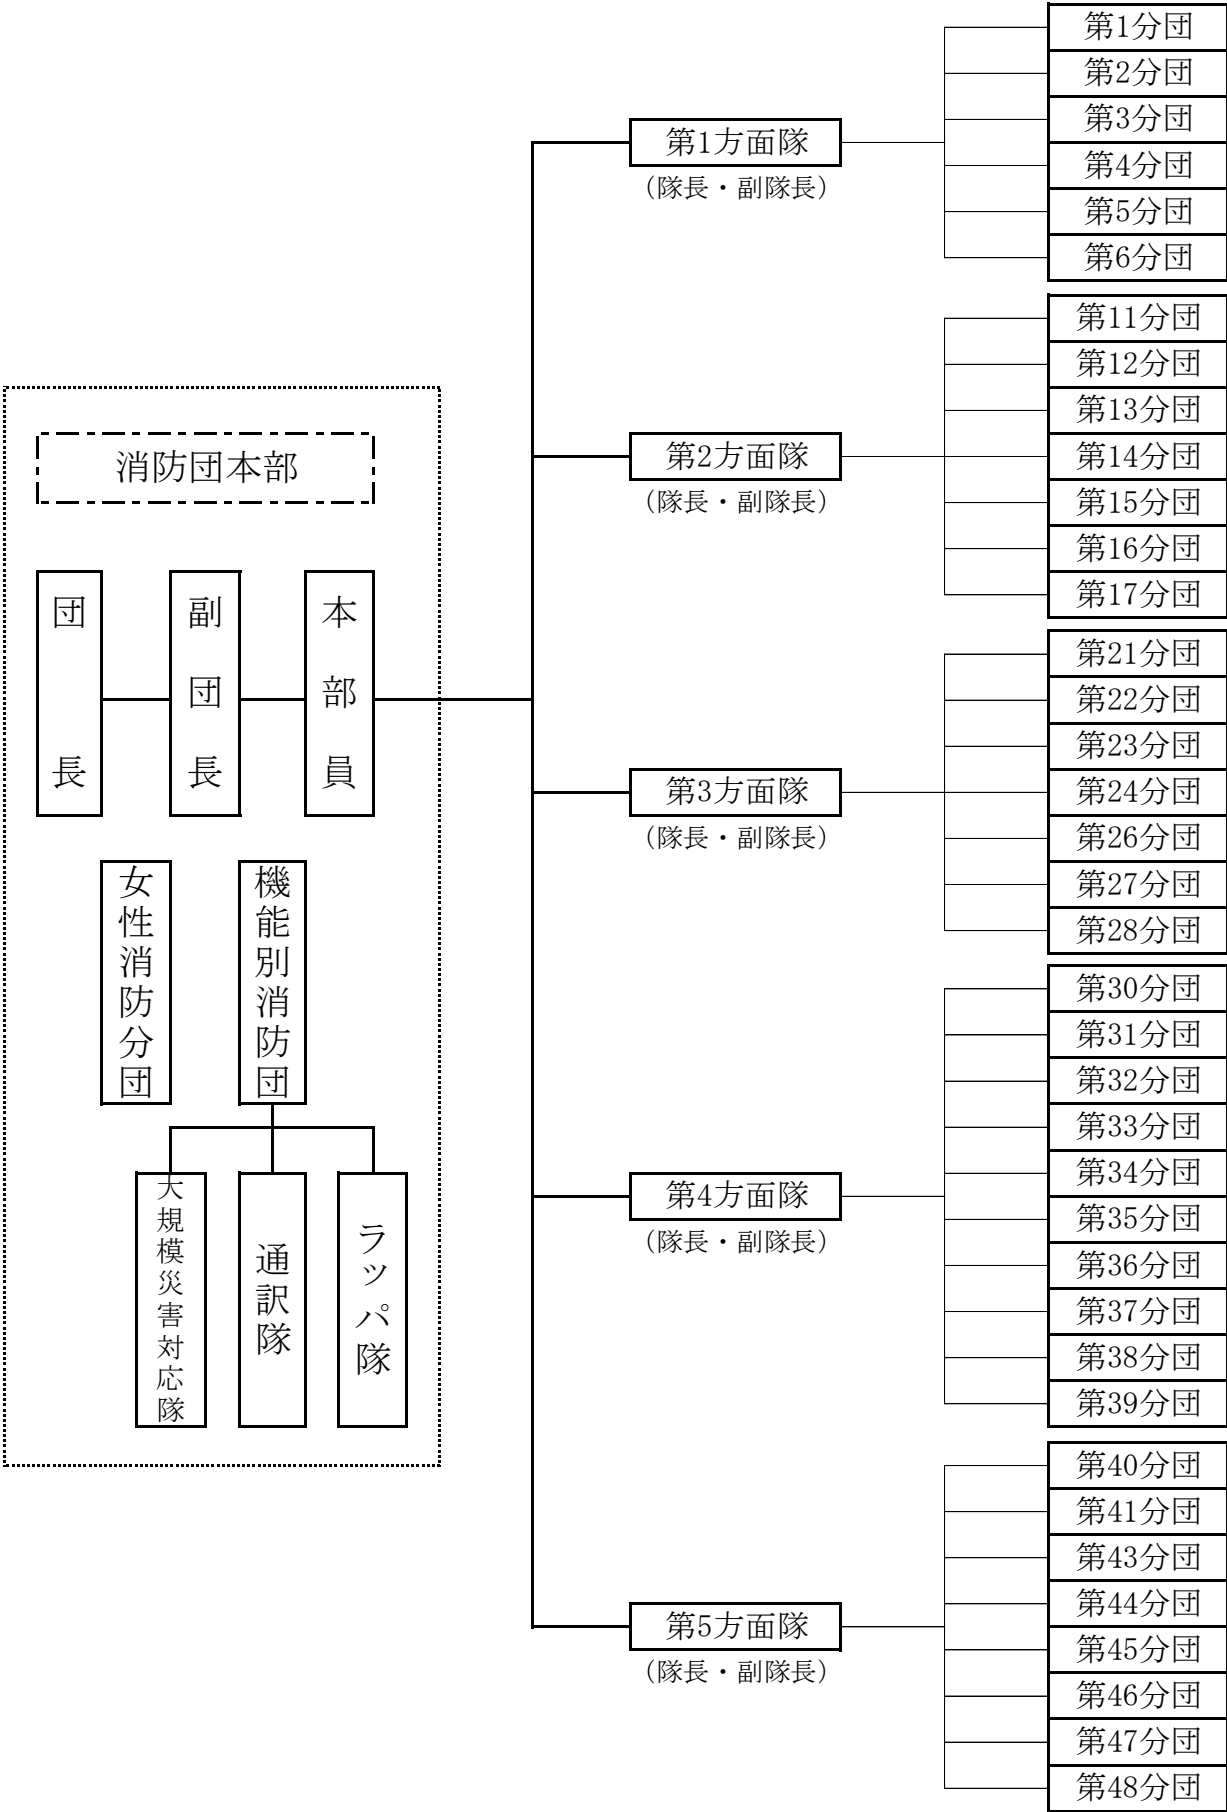 消防団本部
団長
副団長
本部員
女性消防分団
機能別消防団
大規模災害対応隊
通訳隊
ラッパ隊
第1方面隊
（隊長・副隊長）
第1分団
第2分団
第3分団
第4分団
第5分団
第6分団
第2方面隊
（隊長・副隊長）
第11分団
第12分団
第13分団
第14分団
第15分団
第16分団
第17分団
第3方面隊
（隊長・副隊長）
第21分団
第22分団
第23分団
第24分団
第26分団
第27分団
第28分団
第4方面隊
（隊長・副隊長）
第30分団
第31分団
第32分団
第33分団
第34分団
第35分団
第36分団
第37分団
第38分団
第39分団
第5方面隊
（隊長・副隊長）
第40分団
第41分団
第43分団
第44分団
第45分団
第46分団
第47分団
第48分団